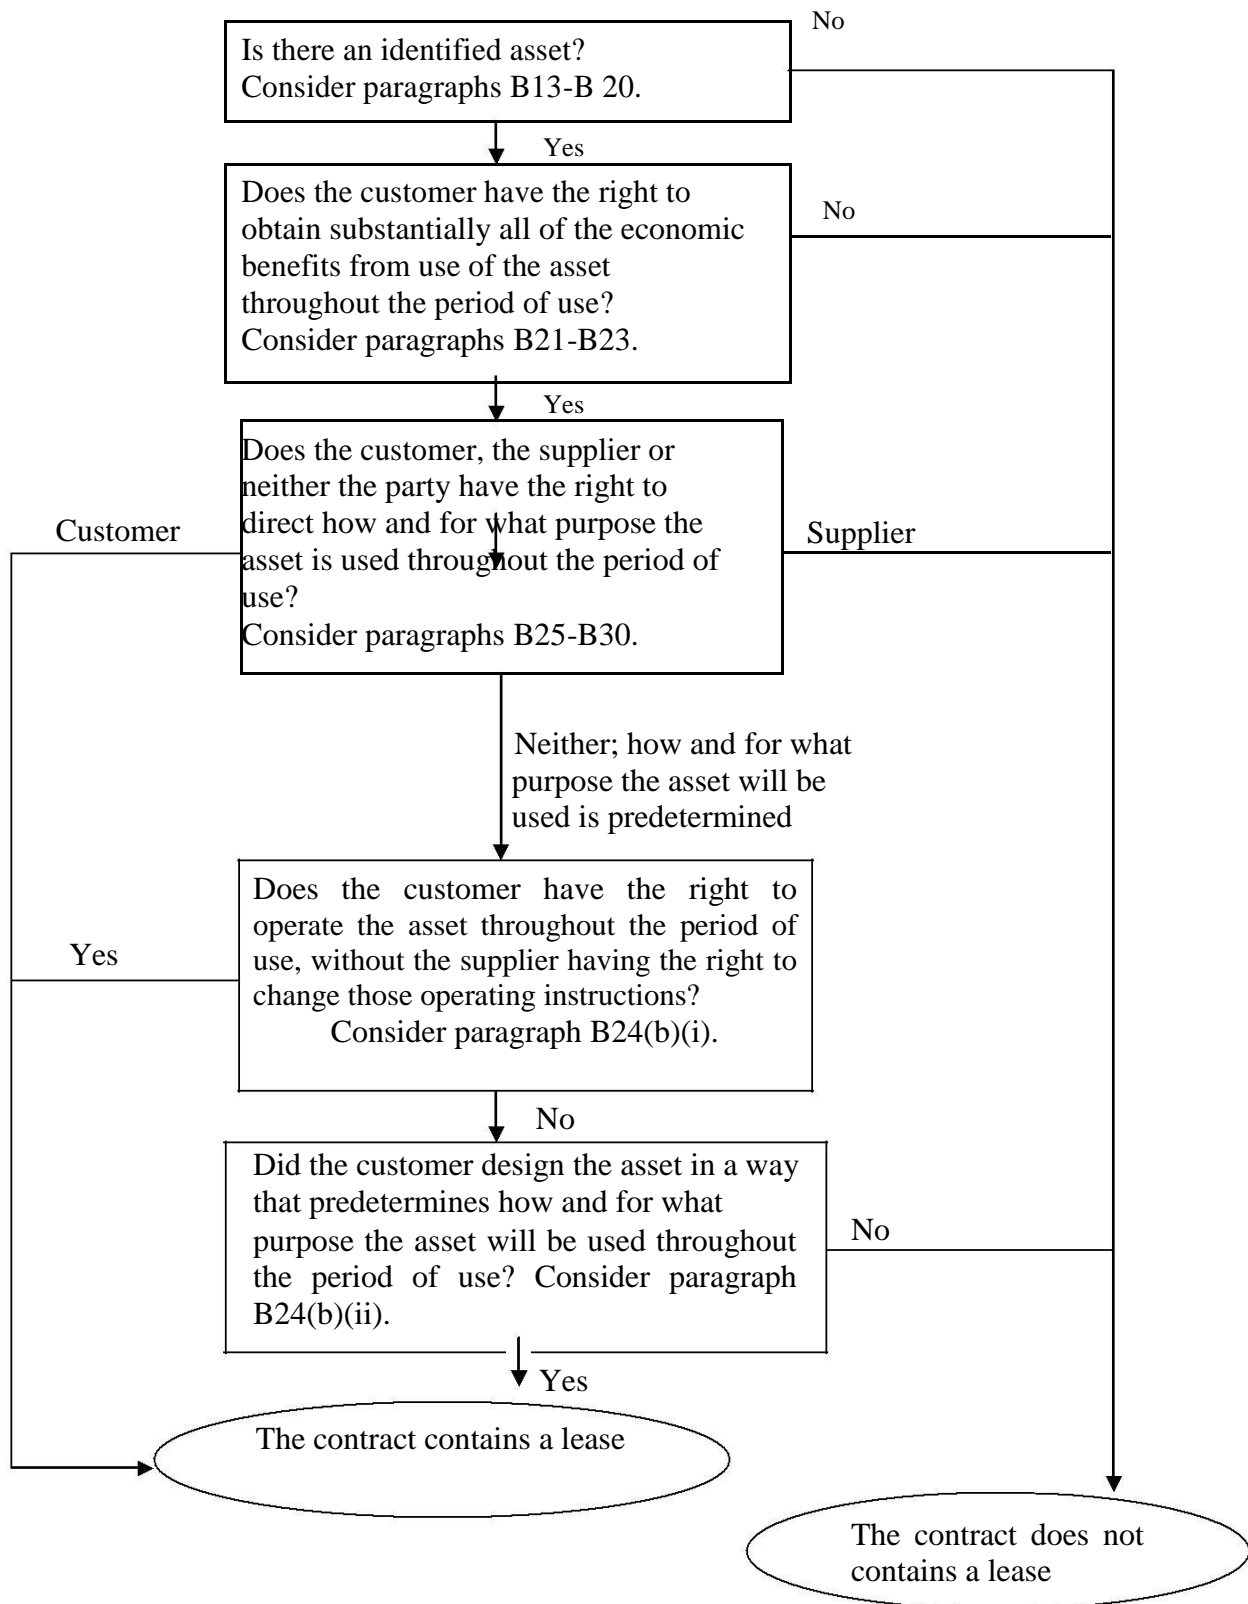 No
Is there an identified asset?
Consider paragraphs B13-B 20.
Yes
Does the customer have the right to
obtain substantially all of the economic
benefits from use of the asset
throughout the period of use?
Consider paragraphs B21-B23.
No
Yes
Does the customer, the supplier or
neither the party have the right to
direct how and for what purpose the
asset is used throughout the period of
use?
Consider paragraphs B25-B30.
Customer
Supplier
Neither; how and for what
purpose the asset will be
used is predetermined
Does the customer have the right to
operate the asset throughout the period of
use, without the supplier having the right to
change those operating instructions?
Consider paragraph B24(b)(i).
Yes
No
Did the customer design the asset in a way
that predetermines how and for what
purpose the asset will be used throughout
the period of use? Consider paragraph
B24(b)(ii).
No
Yes
The contract contains a lease
The contract does not
contains a lease